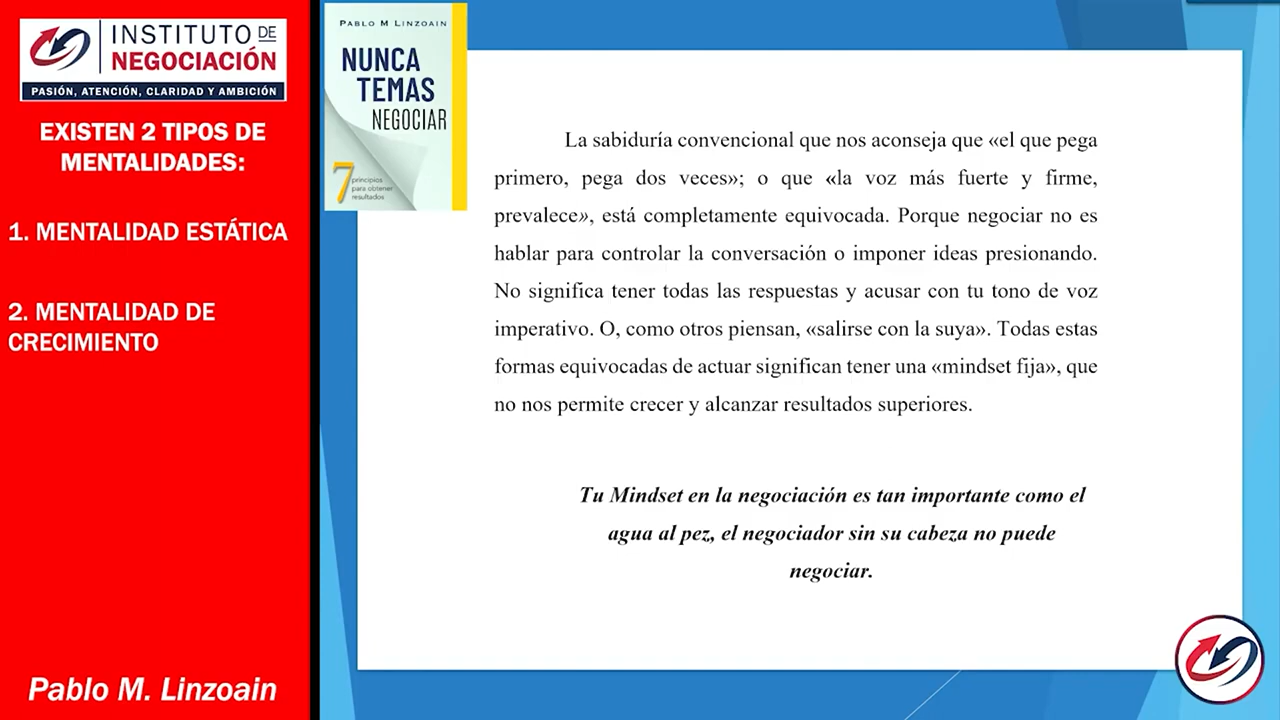 INSTITUTO DE
NEGOCIACIÓN
PASIÓN, ATENCIÓN, CLARIDAD Y AMBICIÓN
EXISTEN 2 TIPOS DE
MENTALIDADES:
1. MENTALIDAD ESTÁTICA
2. MENTALIDAD DE
CRECIMIENTO
Pablo M. Linzoain
PABLO M LINZOAIN
NUNCA
TEMAS
NEGOCIAR
7 principios
para obtener
resultados
La sabiduría convencional que nos aconseja que «el que pega
primero, pega dos veces»; o que «la voz más fuerte y firme,
prevalece», está completamente equivocada. Porque negociar no es
hablar para controlar la conversación o imponer ideas presionando.
No significa tener todas las respuestas y acusar con tu tono de voz
imperativo. O, como otros piensan, «salirse con la suya». Todas estas
formas equivocadas de actuar significan tener una «mindset fija», que
no nos permite crecer y alcanzar resultados superiores.
Tu Mindset en la negociación es tan importante como el
agua al pez, el negociador sin su cabeza no puede
negociar.